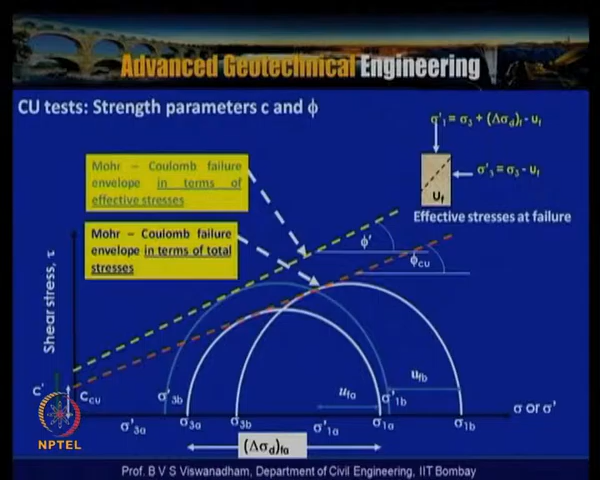 Advanced Geotechnical Engineering
CU tests: Strength parameters c and ϕ
σ'₁ = σ₃ + (Δσd)f - uf
Mohr – Coulomb failure
envelope in terms of
effective stresses
σ'₃ = σ₃ - uf
uf
Effective stresses at failure
Mohr – Coulomb failure
envelope in terms of total
stresses
ϕ'
ϕcu
Shear stress, τ
c'
Ccu
σ'3b
ufa
σ'1b
ufb
σ'3a
σ3a
σ3b
σ'1a
σ1a
σ1b
σ or σ'
(Δσd)fa
NPTEL
Prof. B V S Viswanadham, Department of Civil Engineering, IIT Bombay